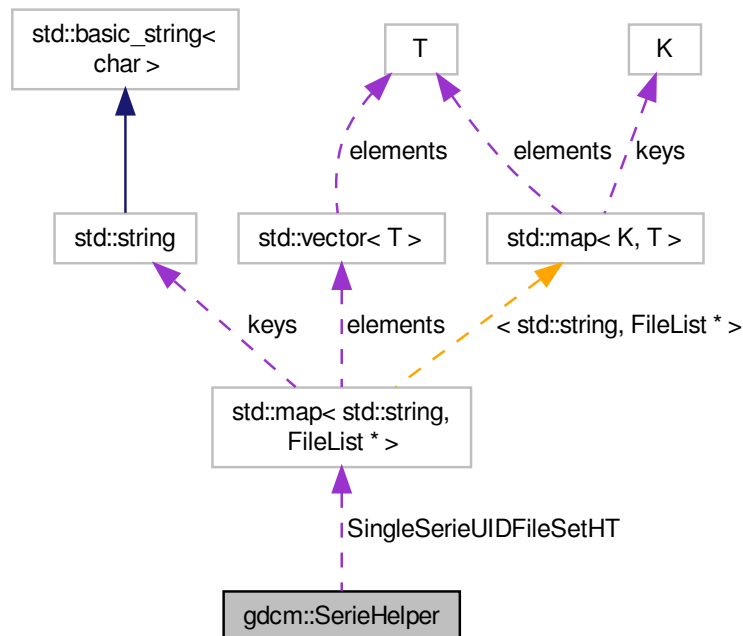 std::basic_string<
char >
T
K
elements
elements
keys
std::string
std::vector< T >
std::map< K, T >
keys
elements
< std::string, FileList * >
std::map< std::string,
FileList * >
SingleSerieUIDFileSetHT
gdcm::SerieHelper